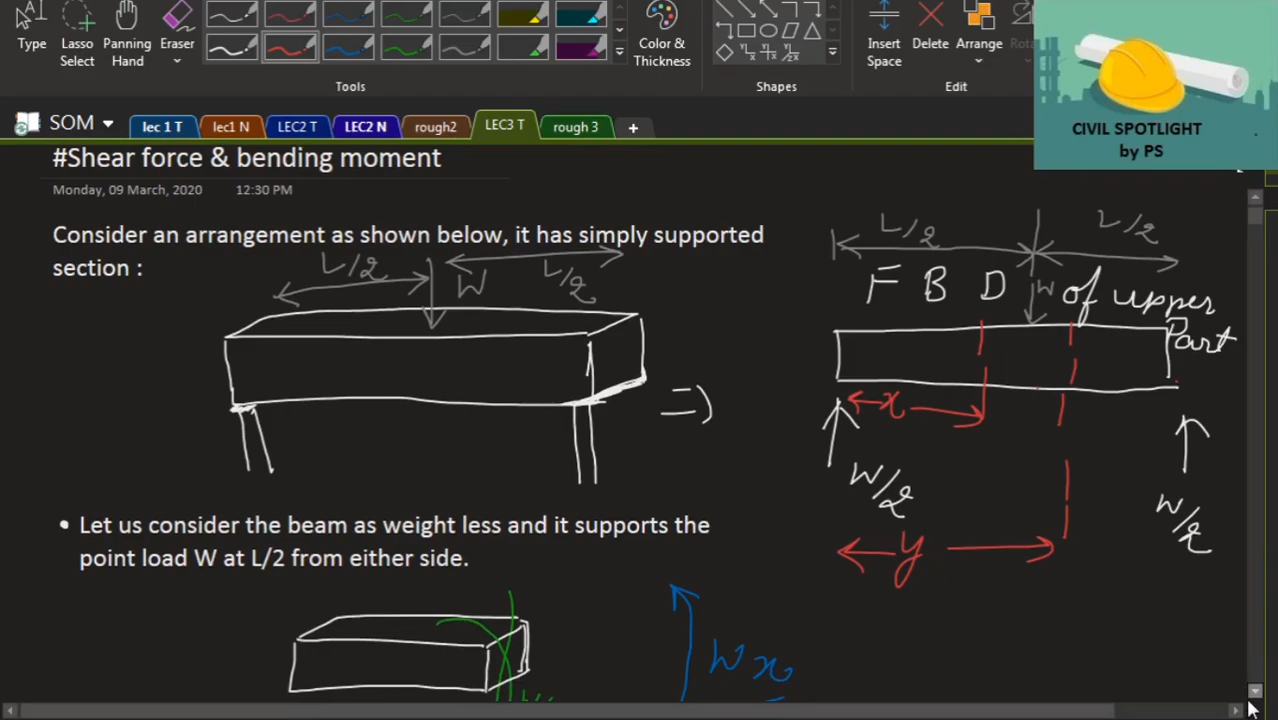 Type
Lasso
Select
Panning
Hand
Eraser
Color &
Thickness
Insert
Space
Delete
Arrange
Tools
Shapes
Edit
CIVIL SPOTLIGHT
by PS
SOM
lec 1 T
lec1 N
LEC2 T
LEC2 N
rough2
LEC3 T
rough 3
#Shear force & bending moment
Monday, 09 March, 2020 12:30 PM
Consider an arrangement as shown below, it has simply supported
section :
L/2
W
L/2
=>
L/2
L/2
FBD of upper
Part
W
x
W/2
W/2
y
• Let us consider the beam as weight less and it supports the
point load W at L/2 from either side.
W x